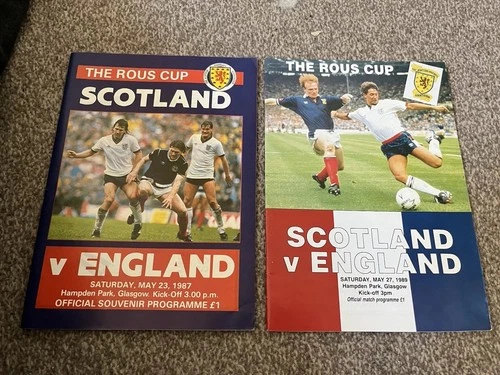 THE ROUS CUP
SCOTLAND
v ENGLAND
SATURDAY, MAY 23, 1987
Hampden Park, Glasgow. Kick-Off 3.00 p.m.
OFFICIAL SOUVENIR PROGRAMME £1
THE ROUS CUP
SCOTLAND
v ENGLAND
SATURDAY, MAY 27, 1989
Hampden Park, Glasgow
Kick-off 3pm
Official match programme £1